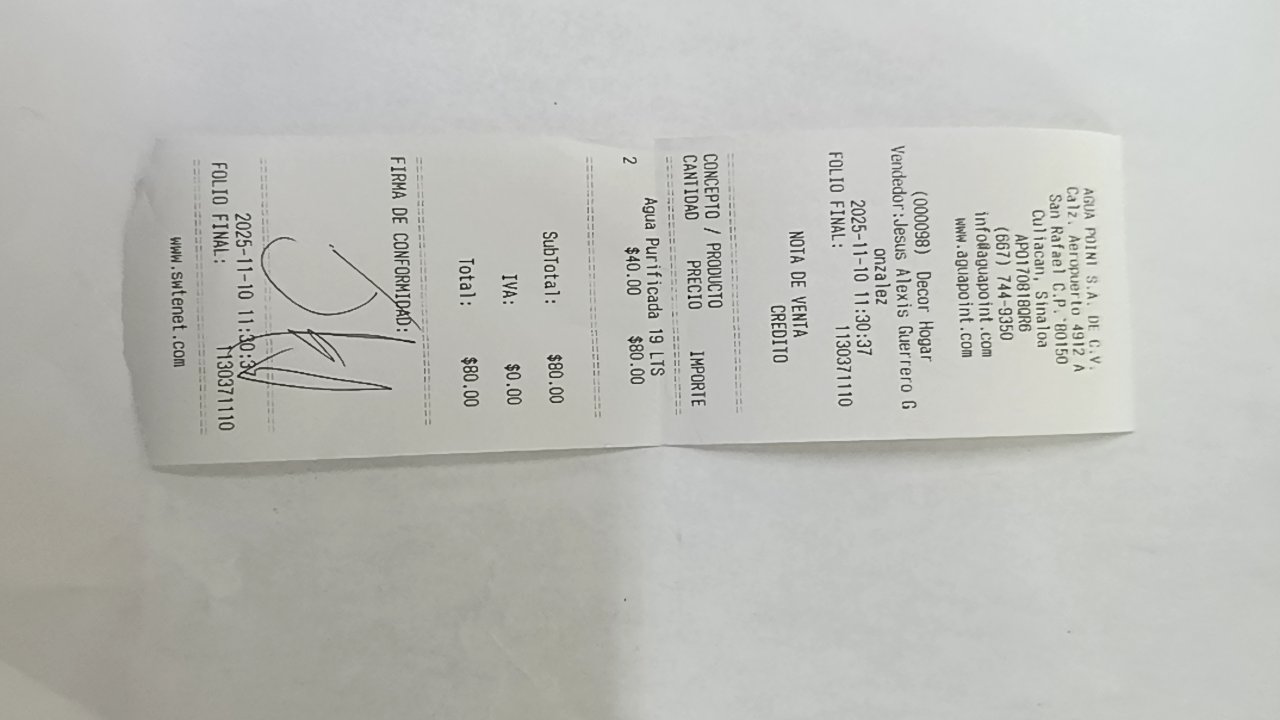 AGUA POINT S.A. DE C.V.
Calz. Aeropuerto 4912 A
San Rafael C.P. 80150
Culiacan, Sinaloa
APO170818QR6
(667) 744-9350
info@aguapoint.com
www.aguapoint.com
(000098) Decor Hogar
Vendedor:Jesus Alexis Guerrero G
onzalez
2025-11-10 11:30:37
FOLIO FINAL: 1130371110
NOTA DE VENTA
CREDITO
CONCEPTO / PRODUCTO
CANTIDAD PRECIO IMPORTE
Agua Purificada 19 LTS
2 $40.00 $80.00
SubTotal: $80.00
IVA: $0.00
Total: $80.00
FIRMA DE CONFORMIDAD:
2025-11-10 11:30:37
FOLIO FINAL: 1130371110
www.swtenet.com